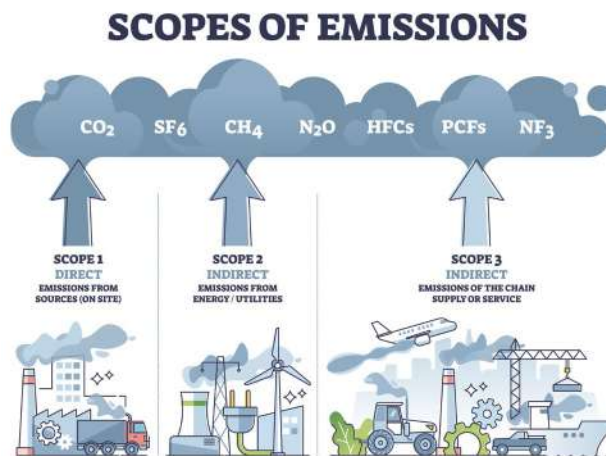 SCOPES OF EMISSIONS
CO₂ SF₆ CH₄ N₂O HFCs PCFs NF₃
SCOPE 1
DIRECT
EMISSIONS FROM
SOURCES (ON SITE)
SCOPE 2
INDIRECT
EMISSIONS FROM
ENERGY / UTILITIES
SCOPE 3
INDIRECT
EMISSIONS OF THE CHAIN
SUPPLY OR SERVICE